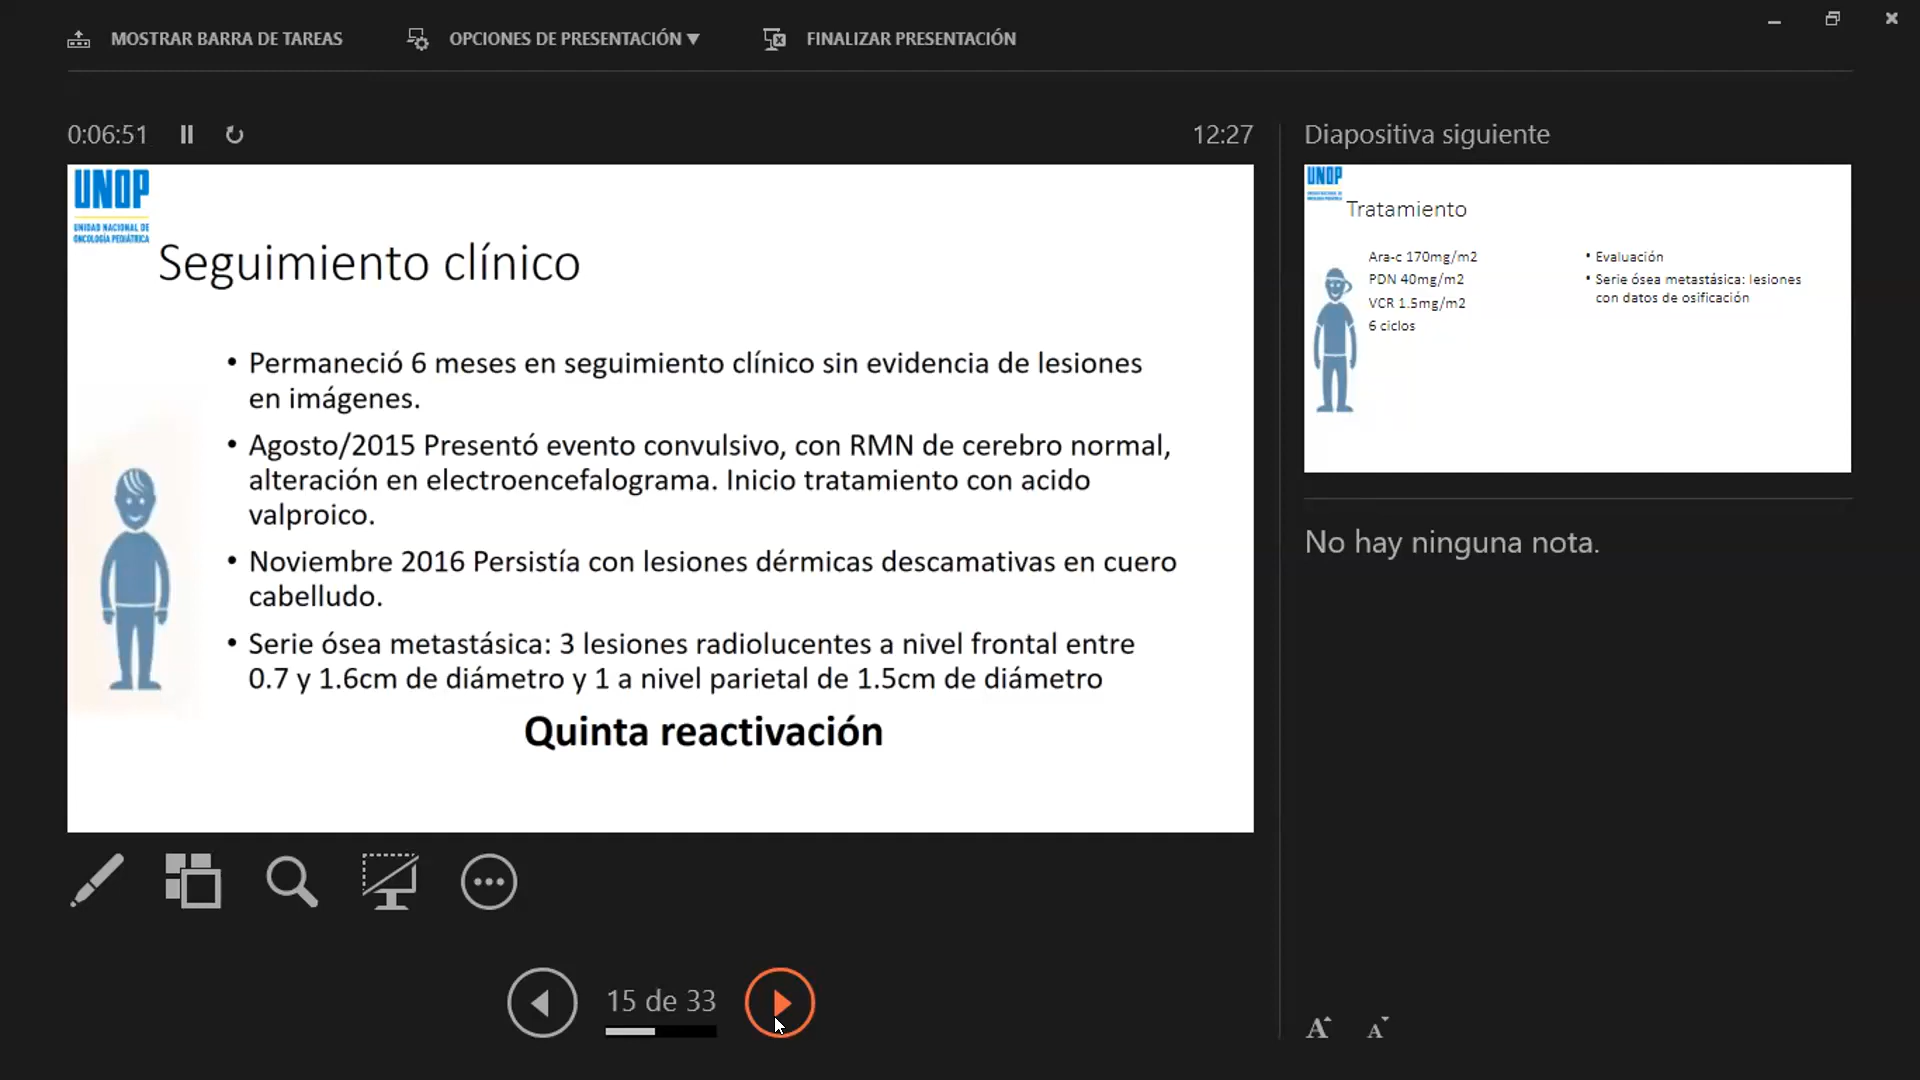 MOSTRAR BARRA DE TAREAS
OPCIONES DE PRESENTACIÓN
FINALIZAR PRESENTACIÓN
0:06:51
12:27
UNOP
UNIDAD NACIONAL DE
ONCOLOGÍA PEDIÁTRICA
Seguimiento clínico
• Permaneció 6 meses en seguimiento clínico sin evidencia de lesiones
en imágenes.
• Agosto/2015 Presentó evento convulsivo, con RMN de cerebro normal,
alteración en electroencefalograma. Inicio tratamiento con acido
valproico.
• Noviembre 2016 Persistía con lesiones dérmicas descamativas en cuero
cabelludo.
• Serie ósea metastásica: 3 lesiones radiolucentes a nivel frontal entre
0.7 y 1.6cm de diámetro y 1 a nivel parietal de 1.5cm de diámetro
Quinta reactivación
15 de 33
Diapositiva siguiente
UNOP
Tratamiento
Ara-c 170mg/m2
PDN 40mg/m2
VCR 1.5mg/m2
6 ciclos
• Evaluación
• Serie ósea metastásica: lesiones
con datos de osificación
No hay ninguna nota.
A A